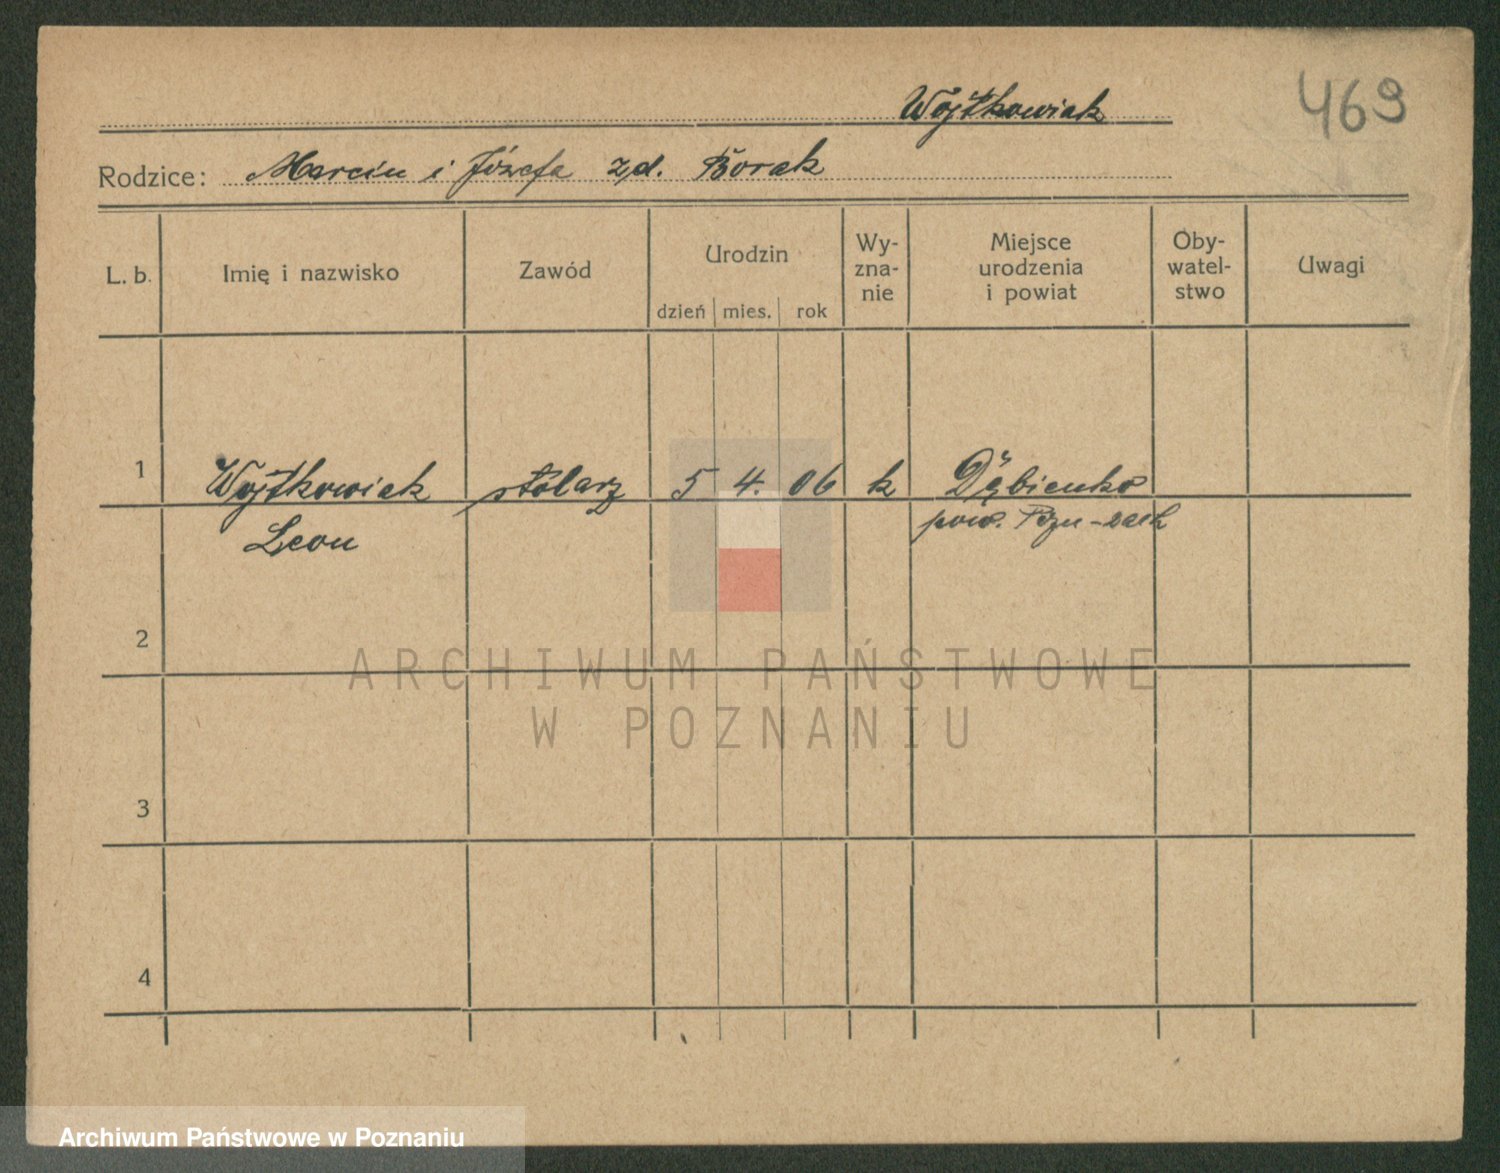 Wojtkowiak
469
Rodzice: Marcin i Józefa zd. Borak
L. b. Imię i nazwisko Zawód Urodzin dzień mies. rok Wy-zna-nie Miejsce urodzenia i powiat Oby-watel-stwo Uwagi
1 Wojtkowiak stolarz 5 4. 06 k Dąbienko
Leon pow. Pozn-zach
2
ARCHIWUM PAŃSTWOWE
W POZNANIU
3
4
Archiwum Państwowe w Poznaniu